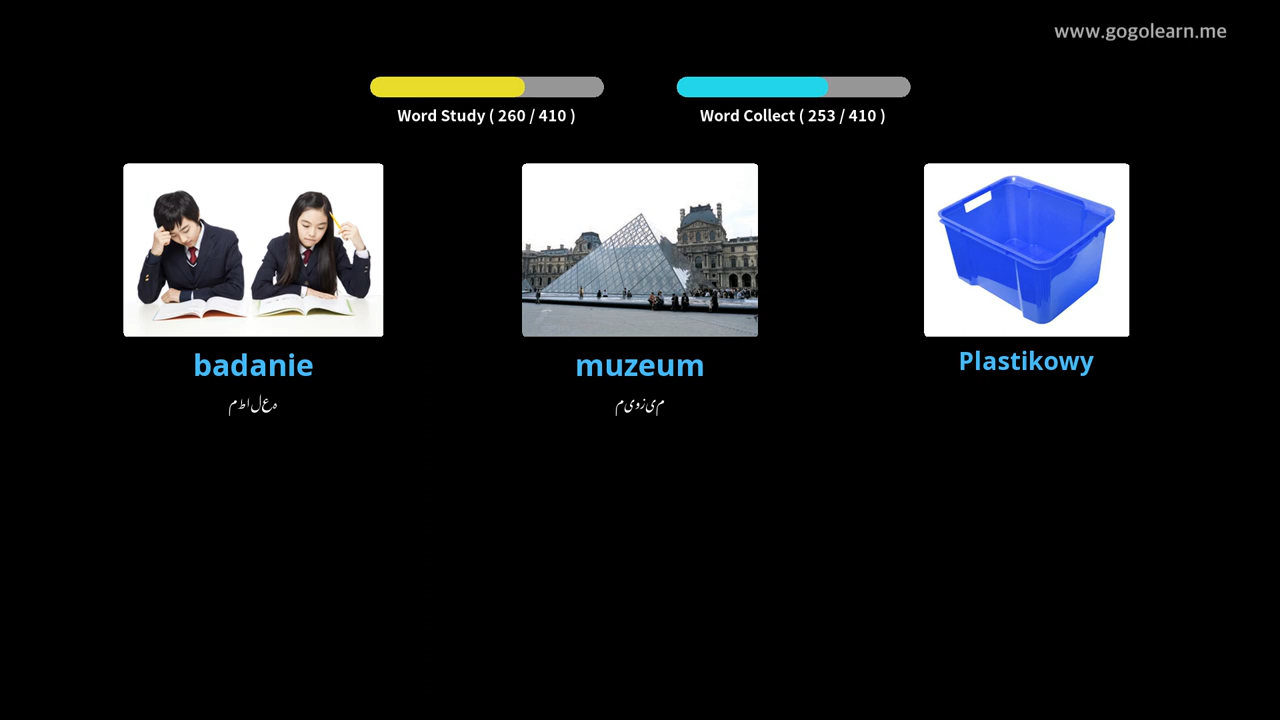 www.gogolearn.me
Word Study ( 260 / 410 )
Word Collect ( 253 / 410 )
badanie
muzeum
Plastikowy
مطالعہ
میوزیم